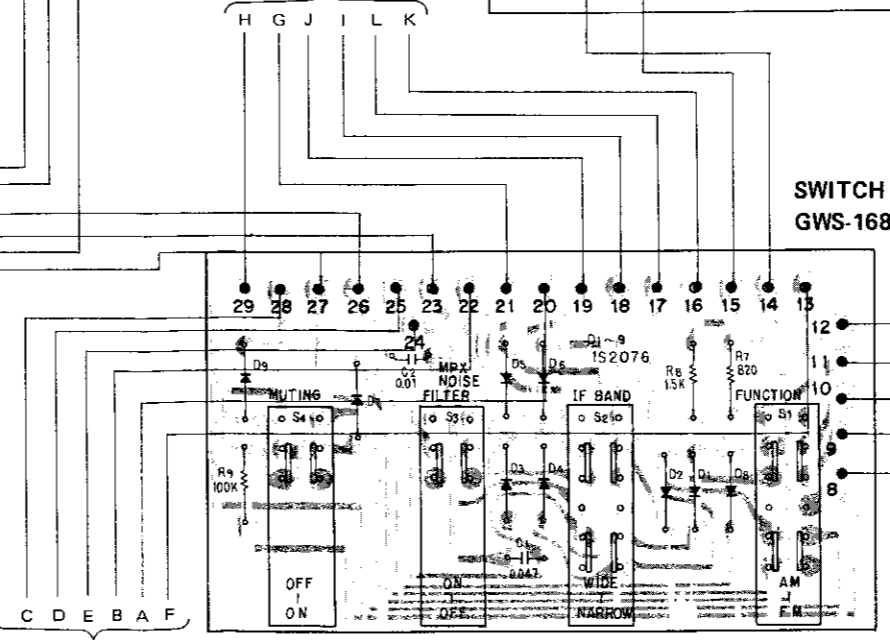 H G J I L K
SWITCH
GWS-168
29 28 27 26 25 23 22 21 20 19 18 17 16 15 14 13
24
12
D1~9
1S2076
C2
0.01
D9
D5
D6
R8
1.5K
R7
820
11
MPX
NOISE
FILTER
MUTING
IF BAND
FUNCTION
10
S4
S3
S2
S1
9
R9
100K
D3
D4
D2
D1
D8
8
0.047
OFF
ON
ON
OFF
WIDE
NARROW
AM
FM
C D E B A F